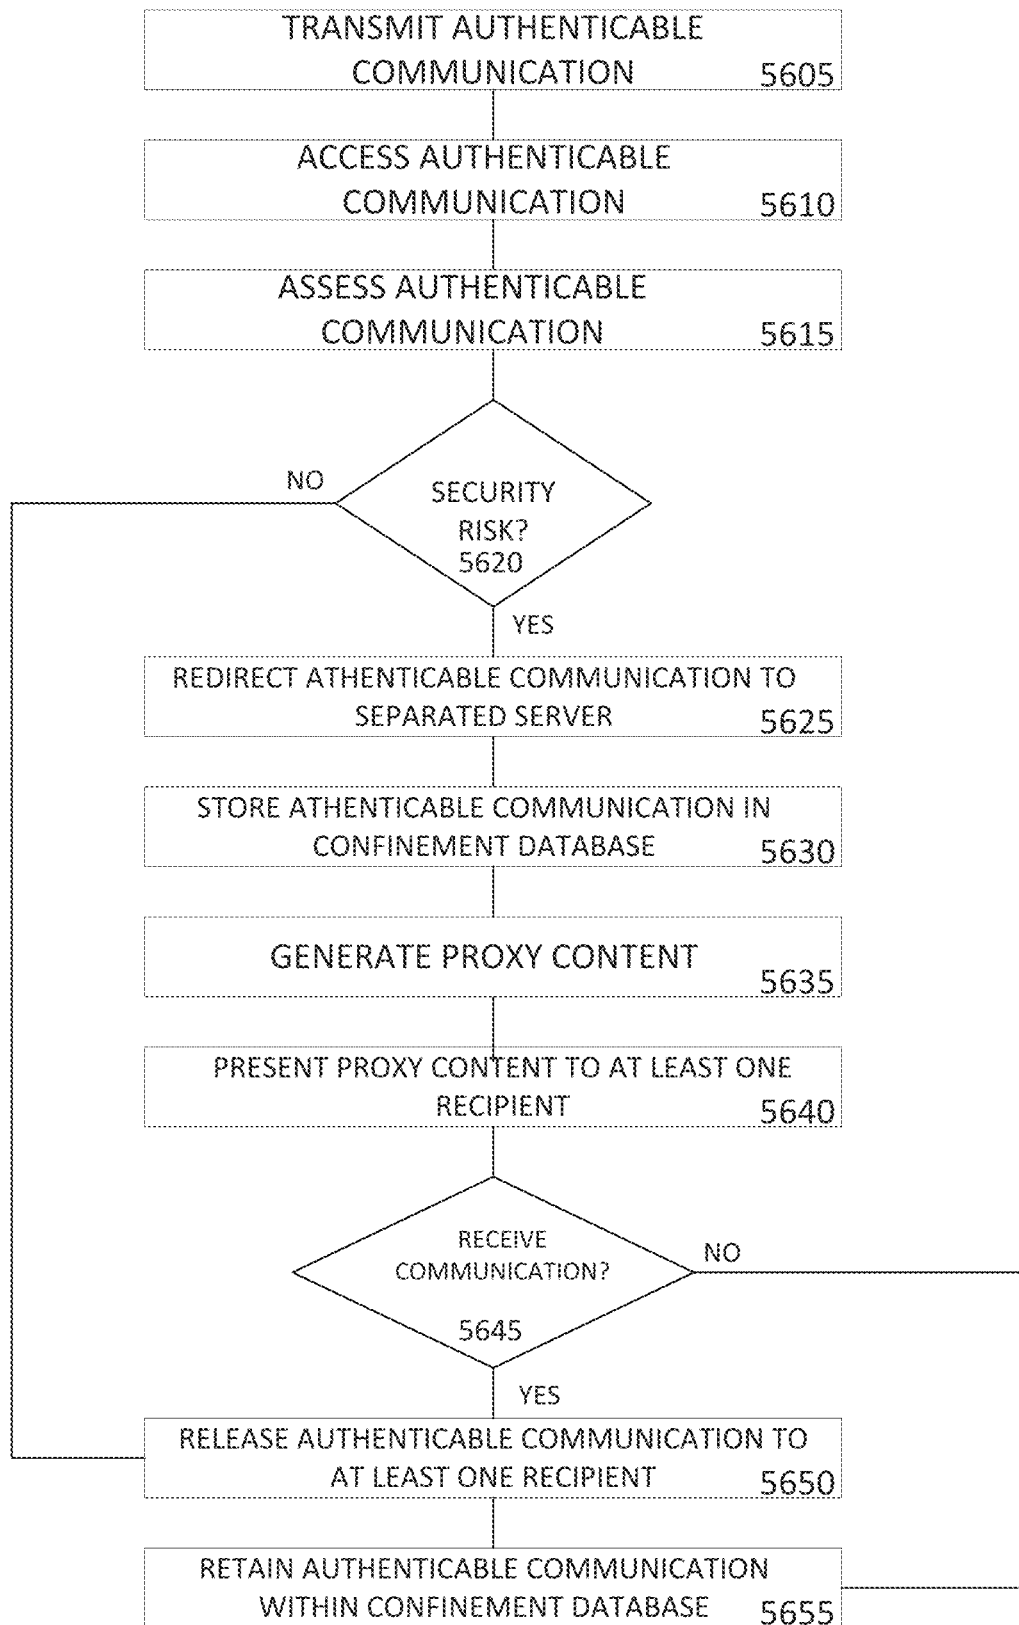 TRANSMIT AUTHENTICABLE
COMMUNICATION 5605
ACCESS AUTHENTICABLE
COMMUNICATION 5610
ASSESS AUTHENTICABLE
COMMUNICATION 5615
NO
SECURITY
RISK?
5620
YES
REDIRECT ATHENTICABLE COMMUNICATION TO
SEPARATED SERVER 5625
STORE ATHENTICABLE COMMUNICATION IN
CONFINEMENT DATABASE 5630
GENERATE PROXY CONTENT
5635
PRESENT PROXY CONTENT TO AT LEAST ONE
RECIPIENT 5640
RECEIVE
COMMUNICATION?
NO
5645
YES
RELEASE AUTHENTICABLE COMMUNICATION TO
AT LEAST ONE RECIPIENT 5650
RETAIN AUTHENTICABLE COMMUNICATION
WITHIN CONFINEMENT DATABASE 5655